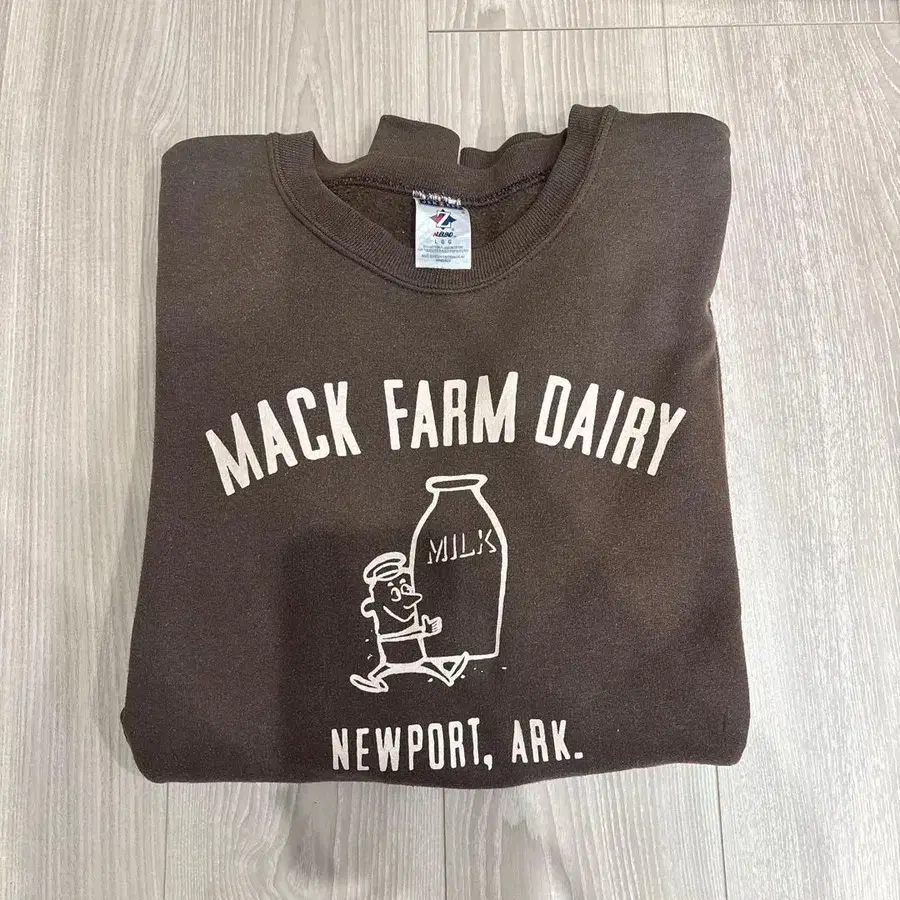 L G G
MACK FARM DAIRY
MILK
NEWPORT, ARK.